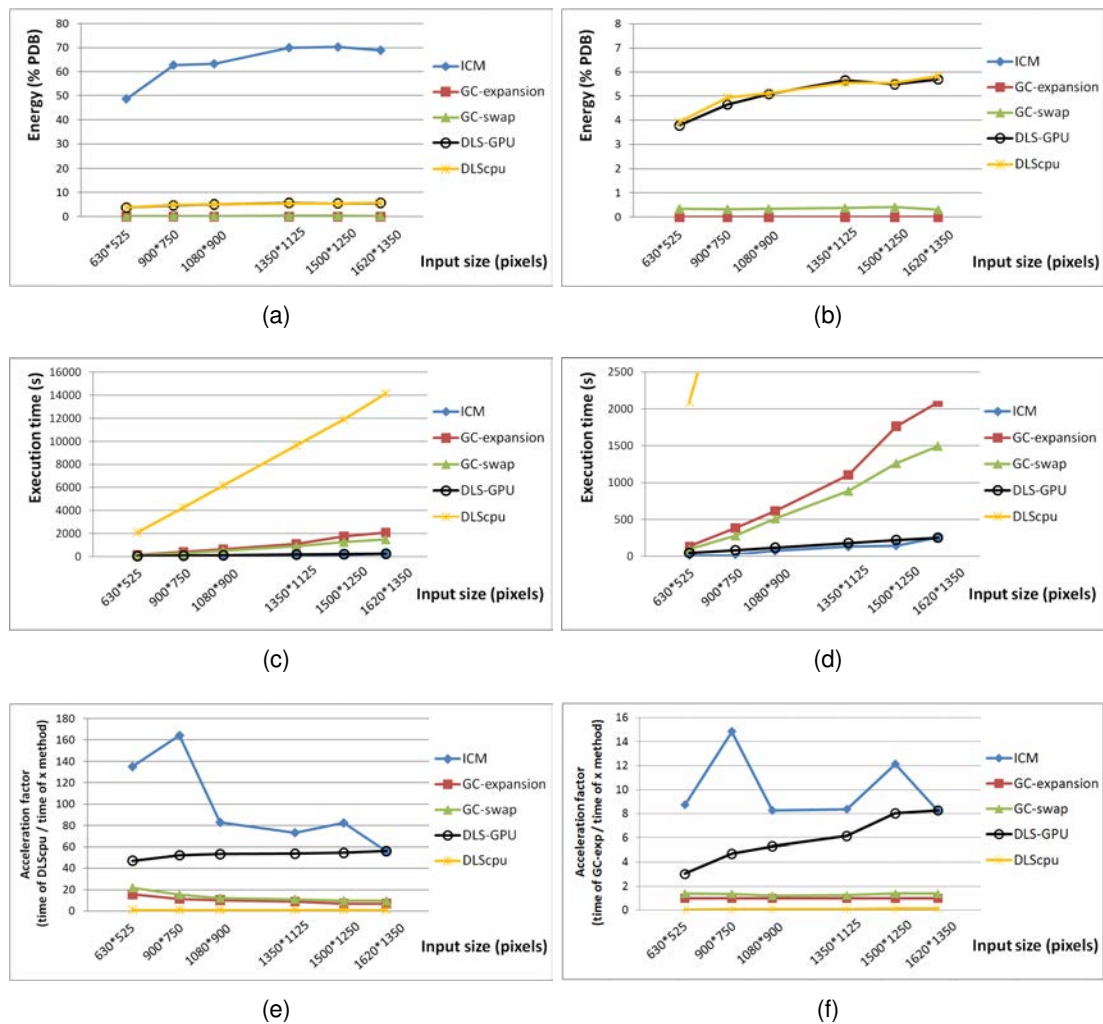 80
70
60
50
40
30
20
10
0
Energy (% PDB)
630*525
900*750
1080*900
1350*1125
1500*1250
1620*1350
Input size (pixels)
ICM
GC-expansion
GC-swap
DLS-GPU
DLScpu
(a)
8
7
6
5
4
3
2
1
0
Energy (% PDB)
630*525
900*750
1080*900
1350*1125
1500*1250
1620*1350
Input size (pixels)
ICM
GC-expansion
GC-swap
DLS-GPU
DLScpu
(b)
16000
14000
12000
10000
8000
6000
4000
2000
0
Execution time (s)
630*525
900*750
1080*900
1350*1125
1500*1250
1620*1350
Input size (pixels)
ICM
GC-expansion
GC-swap
DLS-GPU
DLScpu
(c)
2500
2000
1500
1000
500
0
Execution time (s)
630*525
900*750
1080*900
1350*1125
1500*1250
1620*1350
Input size (pixels)
ICM
GC-expansion
GC-swap
DLS-GPU
DLScpu
(d)
180
160
140
120
100
80
60
40
20
0
Acceleration factor
(time of DLScpu / time of x method)
630*525
900*750
1080*900
1350*1125
1500*1250
1620*1350
Input size (pixels)
ICM
GC-expansion
GC-swap
DLS-GPU
DLScpu
(e)
16
14
12
10
8
6
4
2
0
Acceleration factor
(time of GC-exp / time of x method)
630*525
900*750
1080*900
1350*1125
1500*1250
1620*1350
Input size (pixels)
ICM
GC-expansion
GC-swap
DLS-GPU
DLScpu
(f)